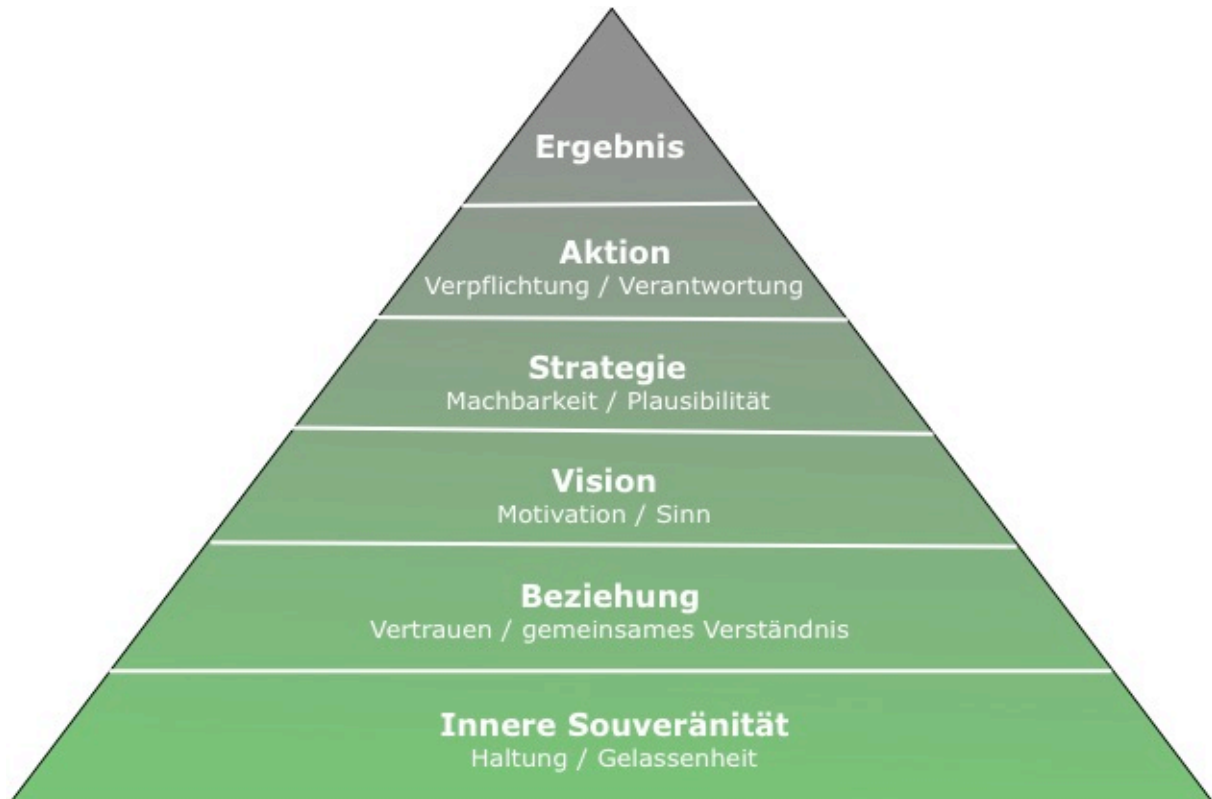 Ergebnis
Aktion
Verpflichtung / Verantwortung
Strategie
Machbarkeit / Plausibilität
Vision
Motivation / Sinn
Beziehung
Vertrauen / gemeinsames Verständnis
Innere Souveränität
Haltung / Gelassenheit